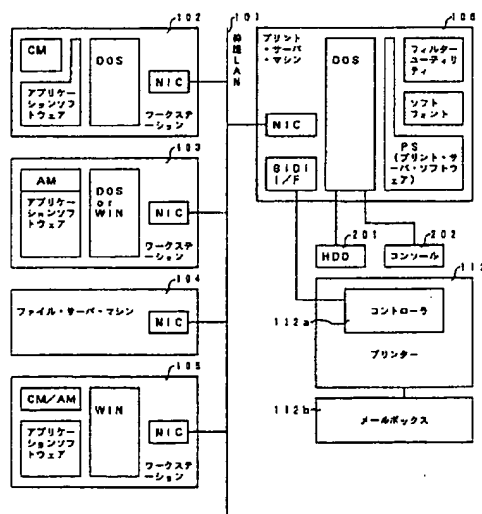 102
CM
アプリケー
ションソフト
ウェア
DOS
NIC
ワークス
テーション
103
AM
アプリケー
ションソフ
トウェア
DOS
or
WIN
NIC
ワークステ
ーション
104
ファイル・サーバ・マシン
NIC
105
CM/AM
アプリケー
ションソフ
トウェア
WIN
NIC
ワークステ
ーション
101
LAN
106
プリント
・サーバ・
マシン
NIC
BIDI
I/F
DOS
フィルター
ユーティリ
ティ
ソフト
フォント
PS
(プリント・サ
ーバ・ソフトウ
ェア)
201
HDD
202
コンソール
112a
コントローラ
プリンター
112b
メールボックス